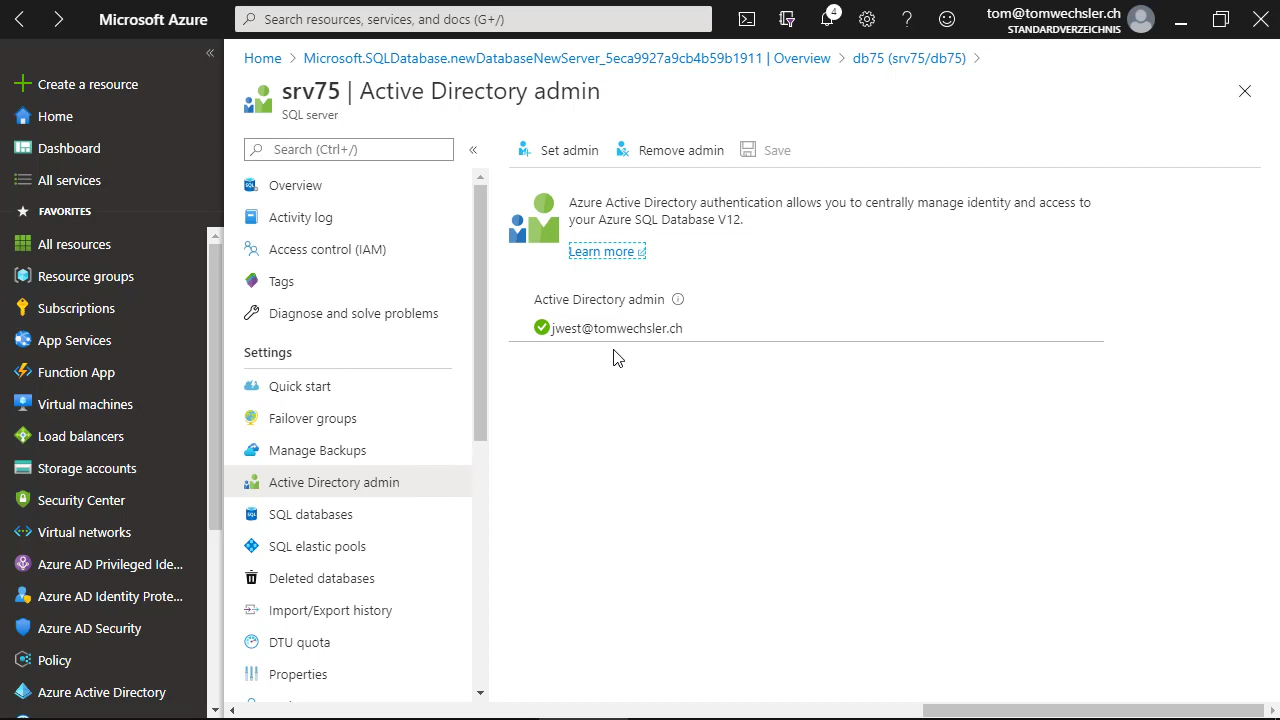 Microsoft Azure
Search resources, services, and docs (G+/)
4
tom@tomwechsler.ch
STANDARDVERZEICHNIS
«
Create a resource
Home
Dashboard
All services
FAVORITES
All resources
Resource groups
Subscriptions
App Services
Function App
Virtual machines
Load balancers
Storage accounts
Security Center
Virtual networks
Azure AD Privileged Ide...
Azure AD Identity Prote...
Azure AD Security
Policy
Azure Active Directory
Home > Microsoft.SQLDatabase.newDatabaseNewServer_5eca9927a9cb4b59b1911 | Overview > db75 (srv75/db75) >
srv75 | Active Directory admin
SQL server
Search (Ctrl+/)
«
Overview
Activity log
Access control (IAM)
Tags
Diagnose and solve problems
Settings
Quick start
Failover groups
Manage Backups
Active Directory admin
SQL databases
SQL elastic pools
Deleted databases
Import/Export history
DTU quota
Properties
Set admin
Remove admin
Save
Azure Active Directory authentication allows you to centrally manage identity and access to
your Azure SQL Database V12.
Learn more
Active Directory admin
jwest@tomwechsler.ch